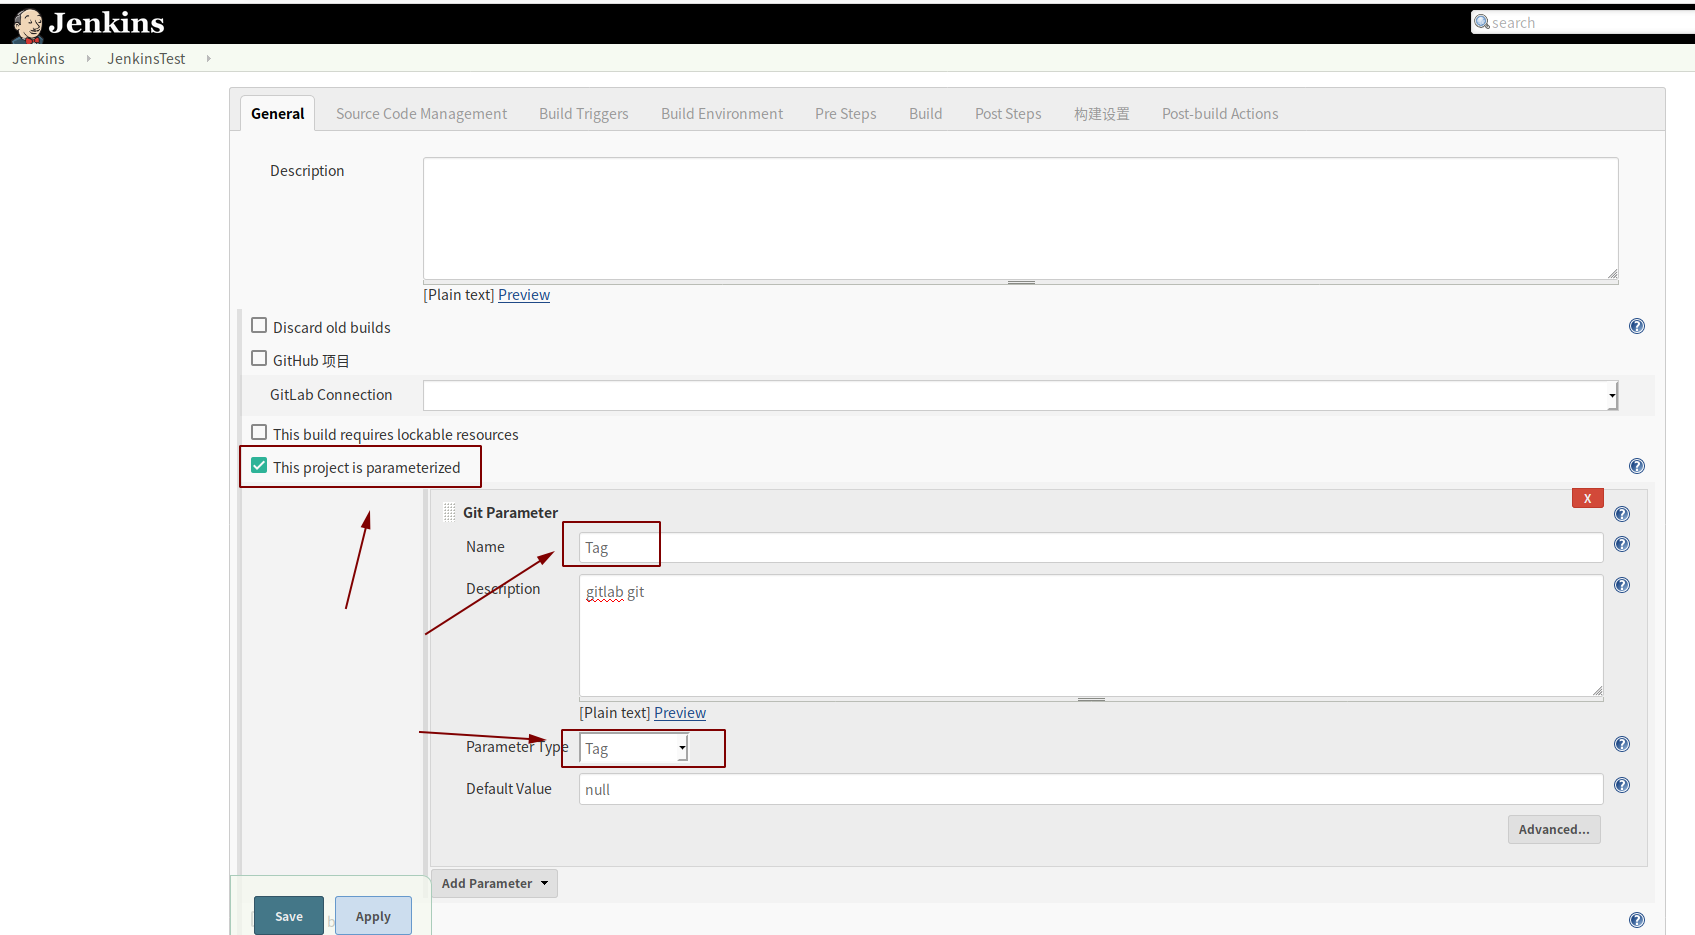 Jenkins
search
Jenkins JenkinsTest
General Source Code Management Build Triggers Build Environment Pre Steps Build Post Steps 构建设置 Post-build Actions
Description
[Plain text] Preview
Discard old builds
GitHub 项目
GitLab Connection
This build requires lockable resources
This project is parameterized
X
Git Parameter
Name Tag
Description gitlab git
[Plain text] Preview
Parameter Type Tag
Default Value null
Advanced...
Add Parameter
Save Apply